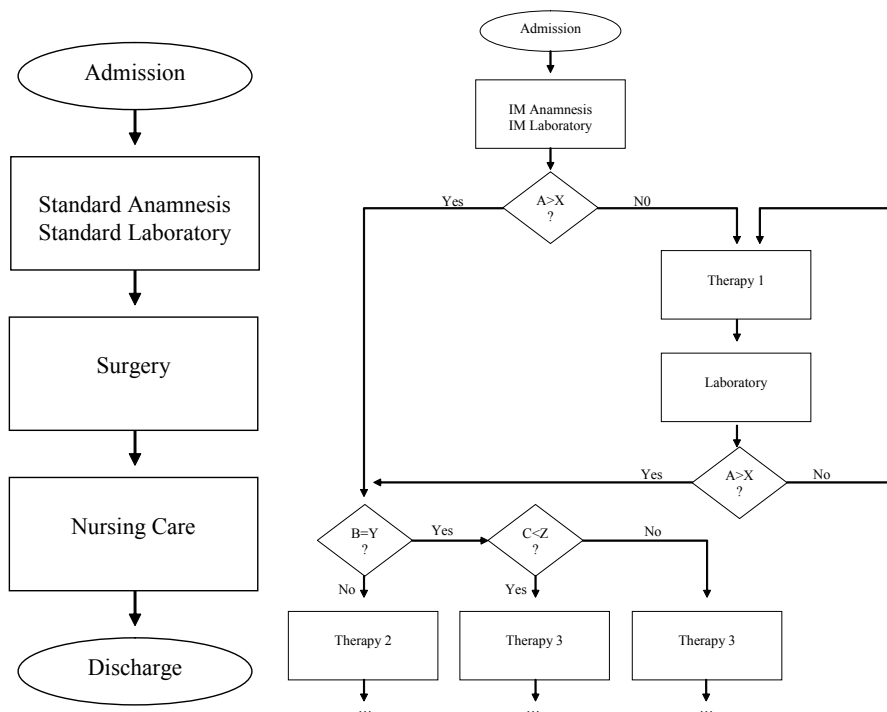 Admission
Standard Anamnesis
Standard Laboratory
Surgery
Nursing Care
Discharge
Admission
IM Anamnesis
IM Laboratory
Yes
A>X
?
N0
Therapy 1
Laboratory
Yes
A>X
?
No
B=Y
?
Yes
C<Z
?
No
No
Yes
Therapy 2
Therapy 3
Therapy 3
...
...
...